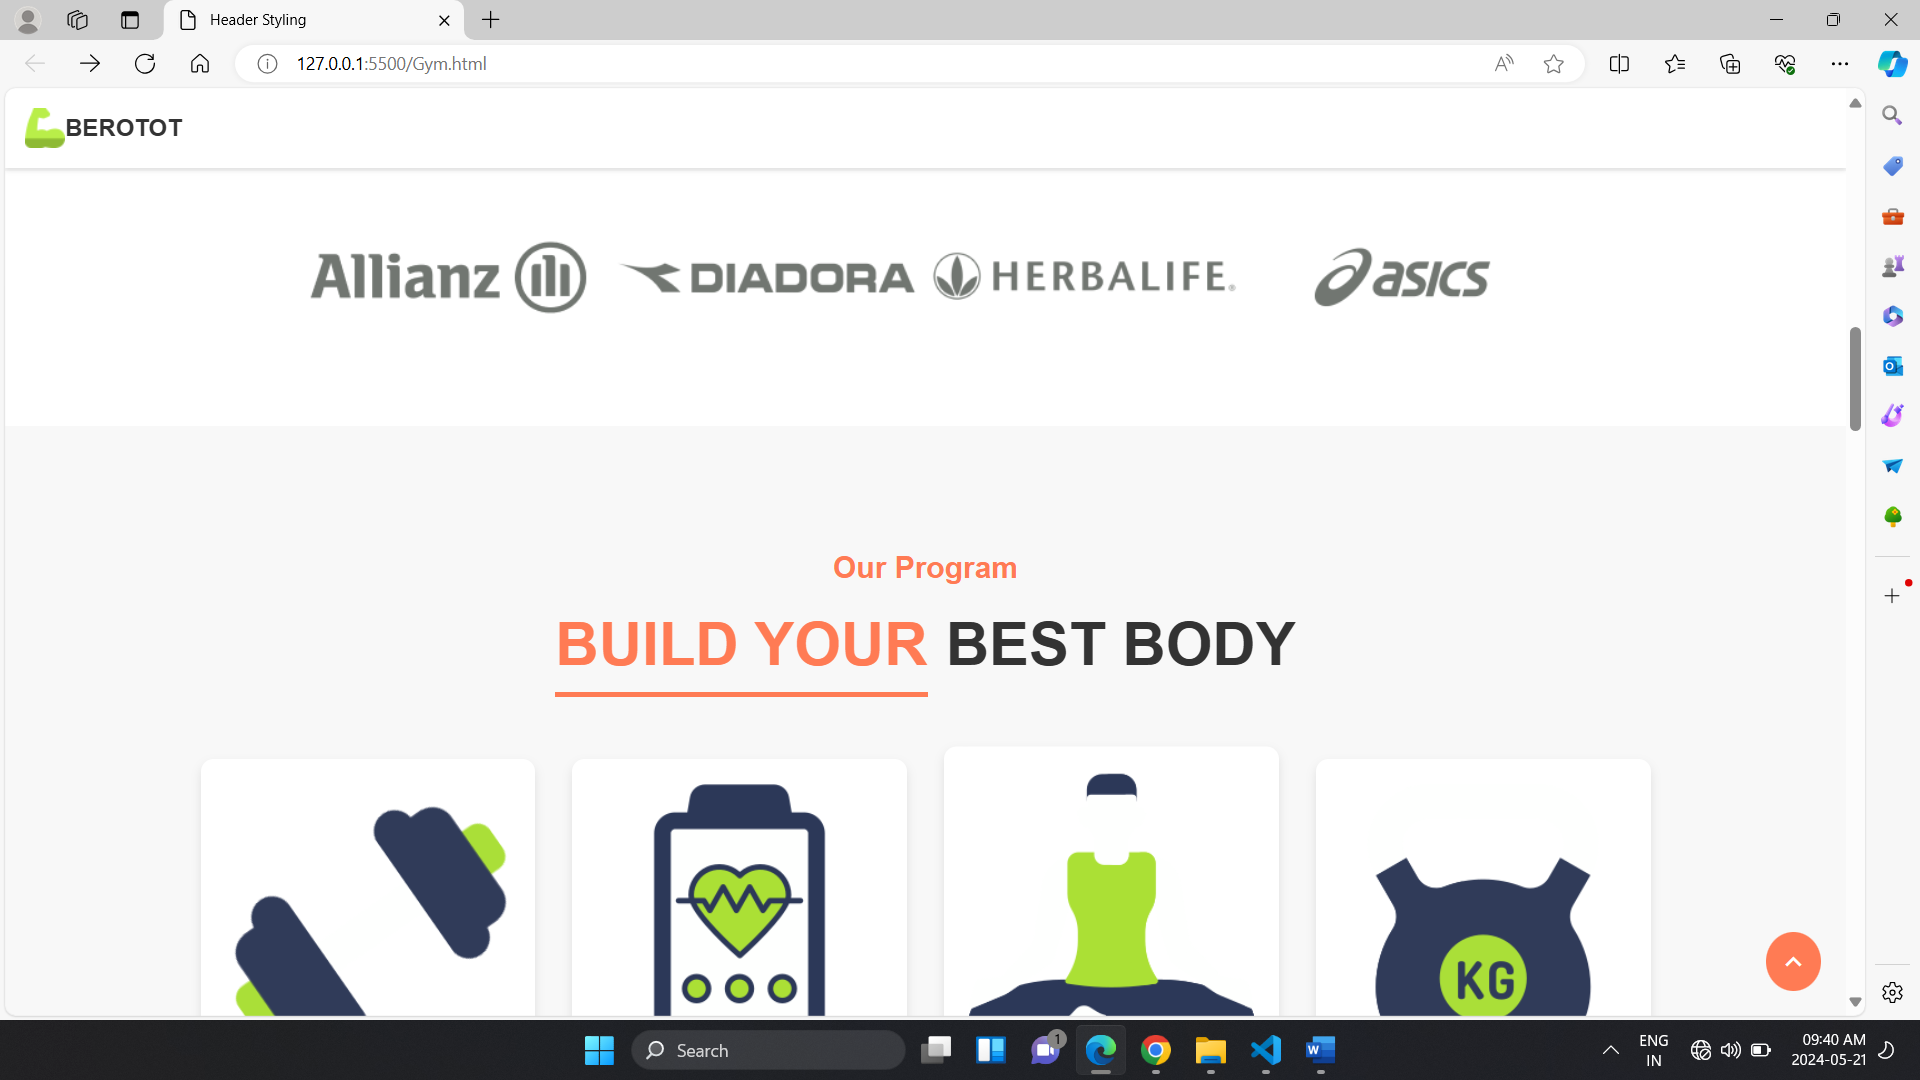 Header Styling
127.0.0.1:5500/Gym.html
BEROTOT
Allianz DIADORA HERBALIFE® asics
Our Program
BUILD YOUR BEST BODY
KG
Search
1
ENG
IN
09:40 AM
2024-05-21